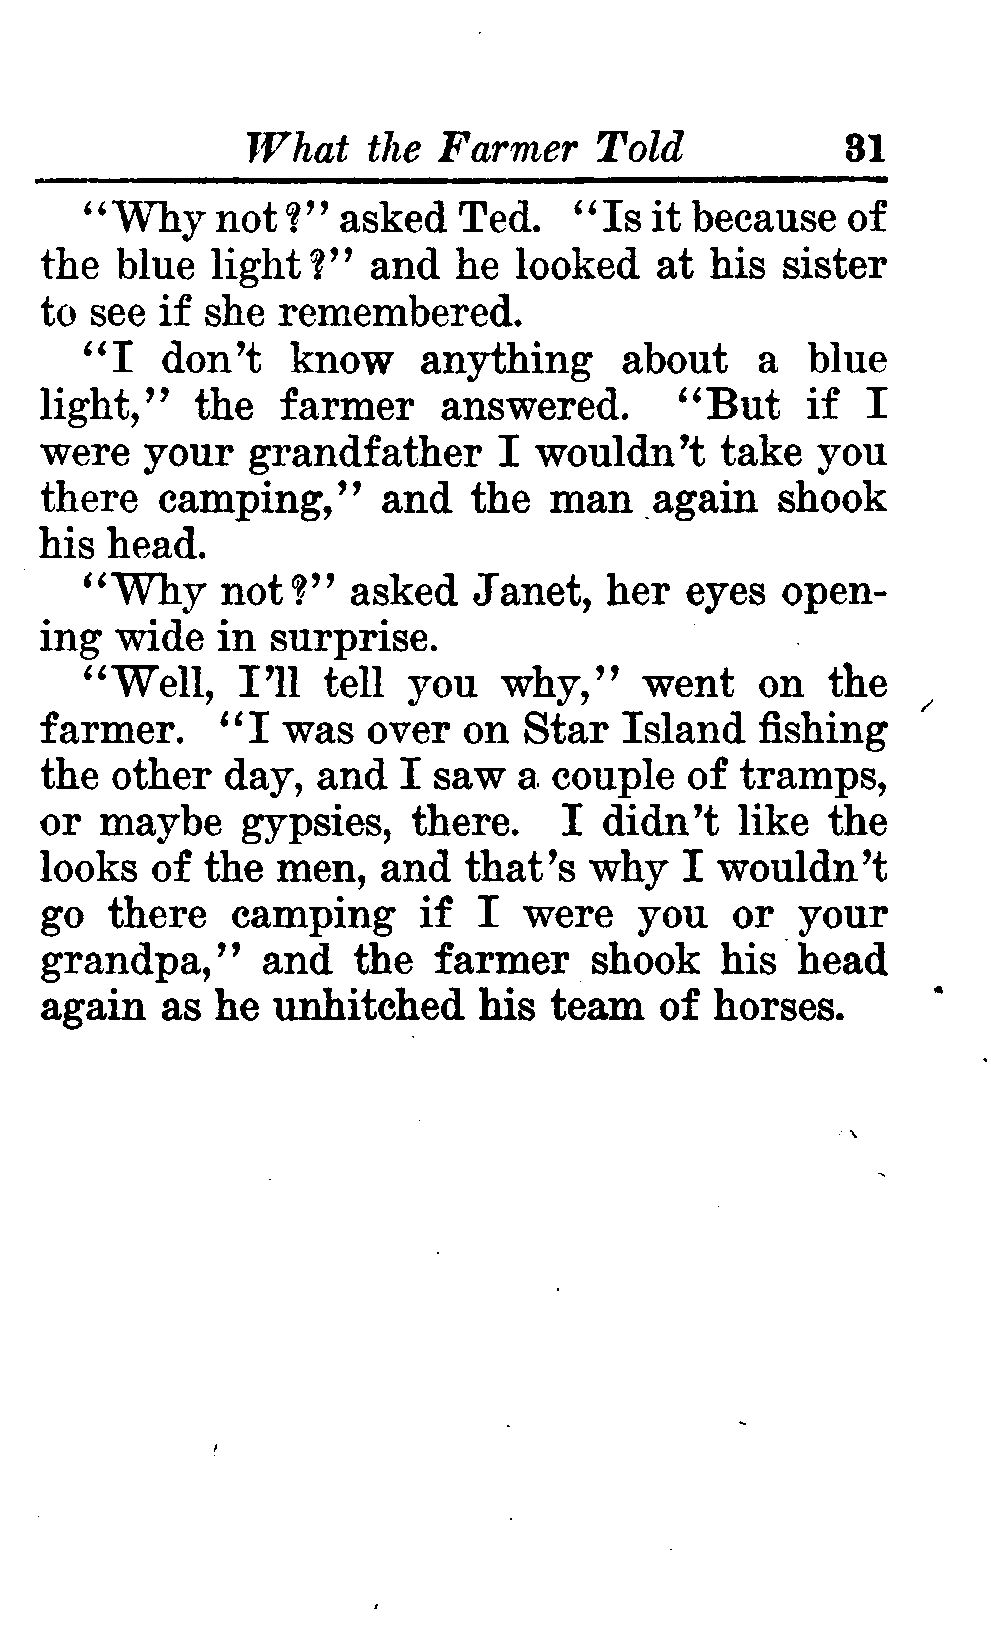 What the Farmer Told 31
"Why not?" asked Ted. "Is it because of
the blue light?" and he looked at his sister
to see if she remembered.
"I don't know anything about a blue
light," the farmer answered. "But if I
were your grandfather I wouldn't take you
there camping," and the man again shook
his head.
"Why not?" asked Janet, her eyes open-
ing wide in surprise.
"Well, I'll tell you why," went on the
farmer. "I was over on Star Island fishing
the other day, and I saw a couple of tramps,
or maybe gypsies, there. I didn't like the
looks of the men, and that's why I wouldn't
go there camping if I were you or your
grandpa," and the farmer shook his head
again as he unhitched his team of horses.